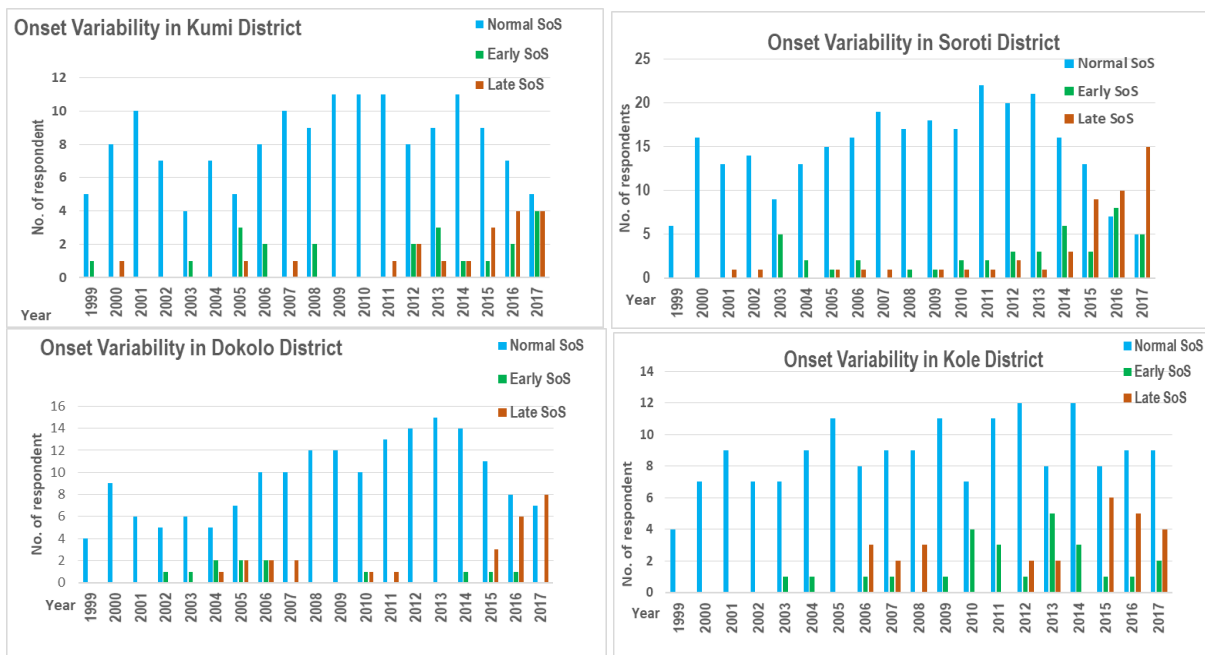 Onset Variability in Kumi District
Normal SoS
Early SoS
Late SoS
No. of respondent
12
10
8
6
4
2
0
Year
1999 2000 2001 2002 2003 2004 2005 2006 2007 2008 2009 2010 2011 2012 2013 2014 2015 2016 2017
Onset Variability in Soroti District
Normal SoS
Early SoS
Late SoS
No. of respondents
25
20
15
10
5
0
Year
1999 2000 2001 2002 2003 2004 2005 2006 2007 2008 2009 2010 2011 2012 2013 2014 2015 2016 2017
Onset Variability in Dokolo District
Normal SoS
Early SoS
Late SoS
No. of respondent
16
14
12
10
8
6
4
2
0
Year
1999 2000 2001 2002 2003 2004 2005 2006 2007 2008 2009 2010 2011 2012 2013 2014 2015 2016 2017
Onset Variability in Kole District
Normal SoS
Early SoS
Late SoS
No. of respondent
14
12
10
8
6
4
2
0
Year
1999 2000 2001 2002 2003 2004 2005 2006 2007 2008 2009 2010 2011 2012 2013 2014 2015 2016 2017